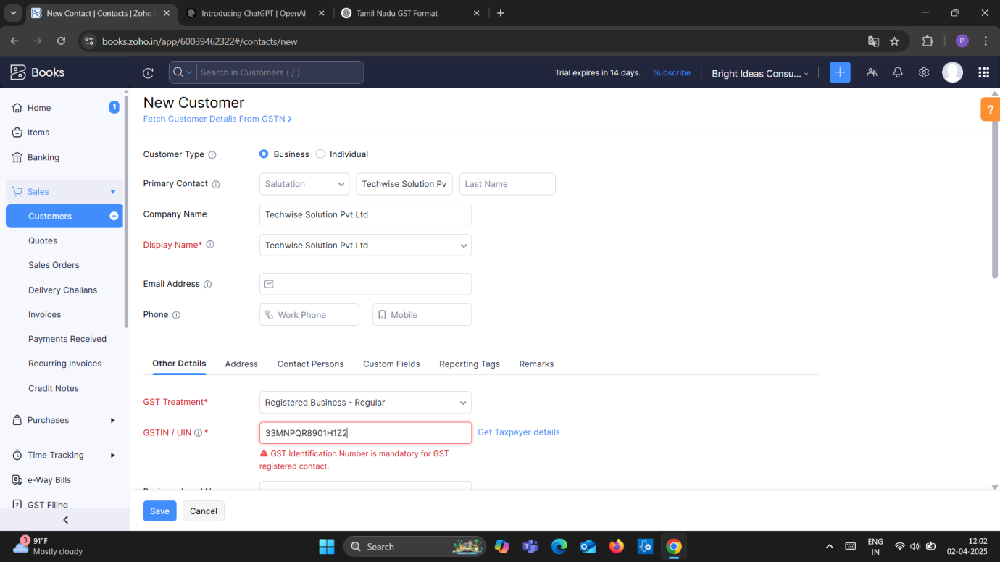 New Contact | Contacts | Zoho
Introducing ChatGPT | OpenAI
Tamil Nadu GST Format
books.zoho.in/app/60039462322#/contacts/new
P
Books
Search in Customers ( / )
Trial expires in 14 days.
Subscribe
Bright Ideas Consu...
Home
1
Items
Banking
Sales
Customers
Quotes
Sales Orders
Delivery Challans
Invoices
Payments Received
Recurring Invoices
Credit Notes
Purchases
Time Tracking
e-Way Bills
GST Filing
New Customer
Fetch Customer Details From GSTN >
?
Customer Type
Business
Individual
Primary Contact
Salutation
Techwise Solution Pv
Last Name
Company Name
Techwise Solution Pvt Ltd
Display Name*
Techwise Solution Pvt Ltd
Email Address
Phone
Work Phone
Mobile
Other Details
Address
Contact Persons
Custom Fields
Reporting Tags
Remarks
GST Treatment*
Registered Business - Regular
GSTIN / UIN *
33MNPQR8901H1Z2
Get Taxpayer details
GST Identification Number is mandatory for GST
registered contact.
Business Legal Name
Save
Cancel
3
91°F
Mostly cloudy
Search
ENG
IN
12:02
02-04-2025